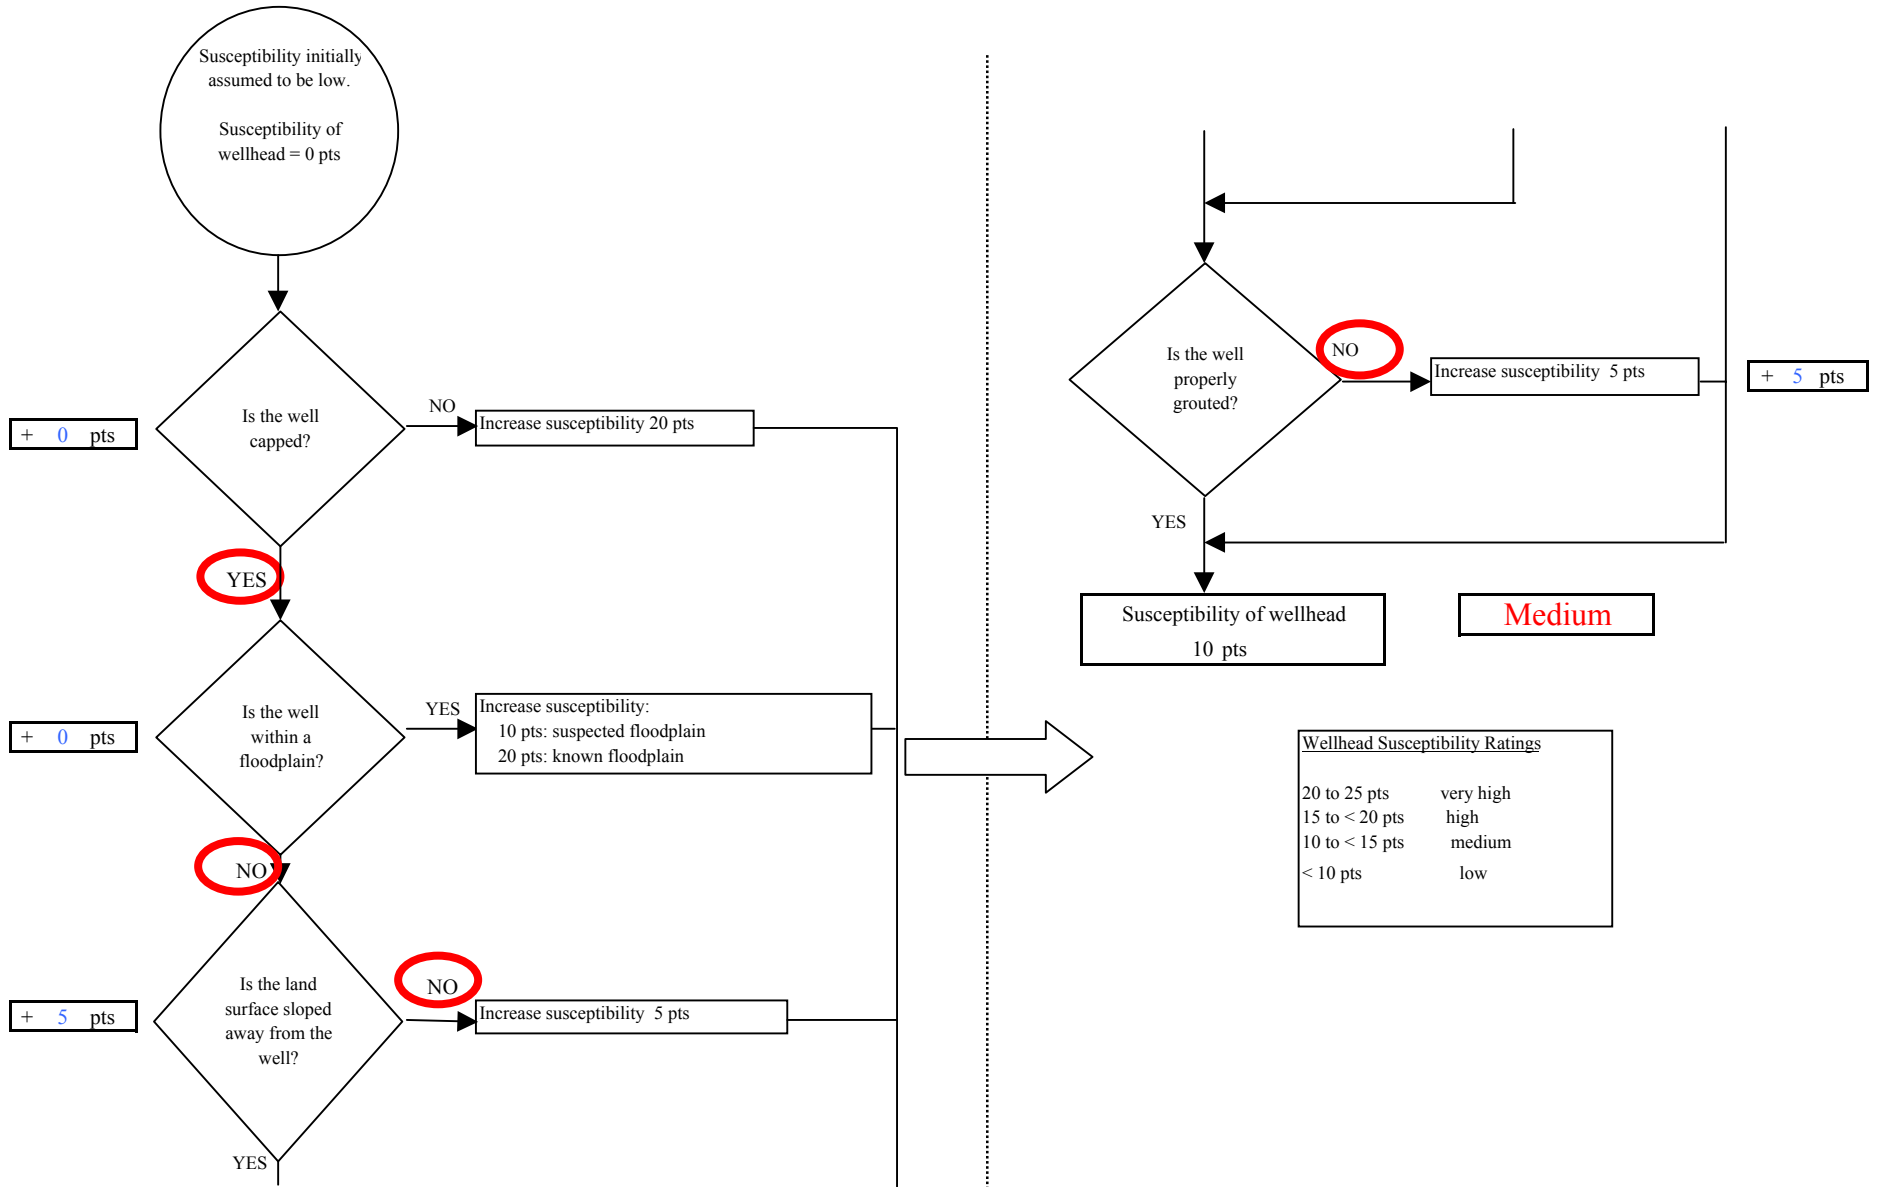 Susceptibility initially
assumed to be low.
Susceptibility of
wellhead = 0 pts
+ 0 pts
Is the well
capped?
NO
Increase susceptibility 20 pts
YES
+ 0 pts
Is the well
within a
floodplain?
YES
Increase susceptibility:
10 pts: suspected floodplain
20 pts: known floodplain
NO
+ 5 pts
Is the land
surface sloped
away from the
well?
NO
Increase susceptibility 5 pts
YES
Is the well
properly
grouted?
NO
Increase susceptibility 5 pts
+ 5 pts
YES
Susceptibility of wellhead
10 pts
Medium
Wellhead Susceptibility Ratings
20 to 25 pts very high
15 to < 20 pts high
10 to < 15 pts medium
< 10 pts low